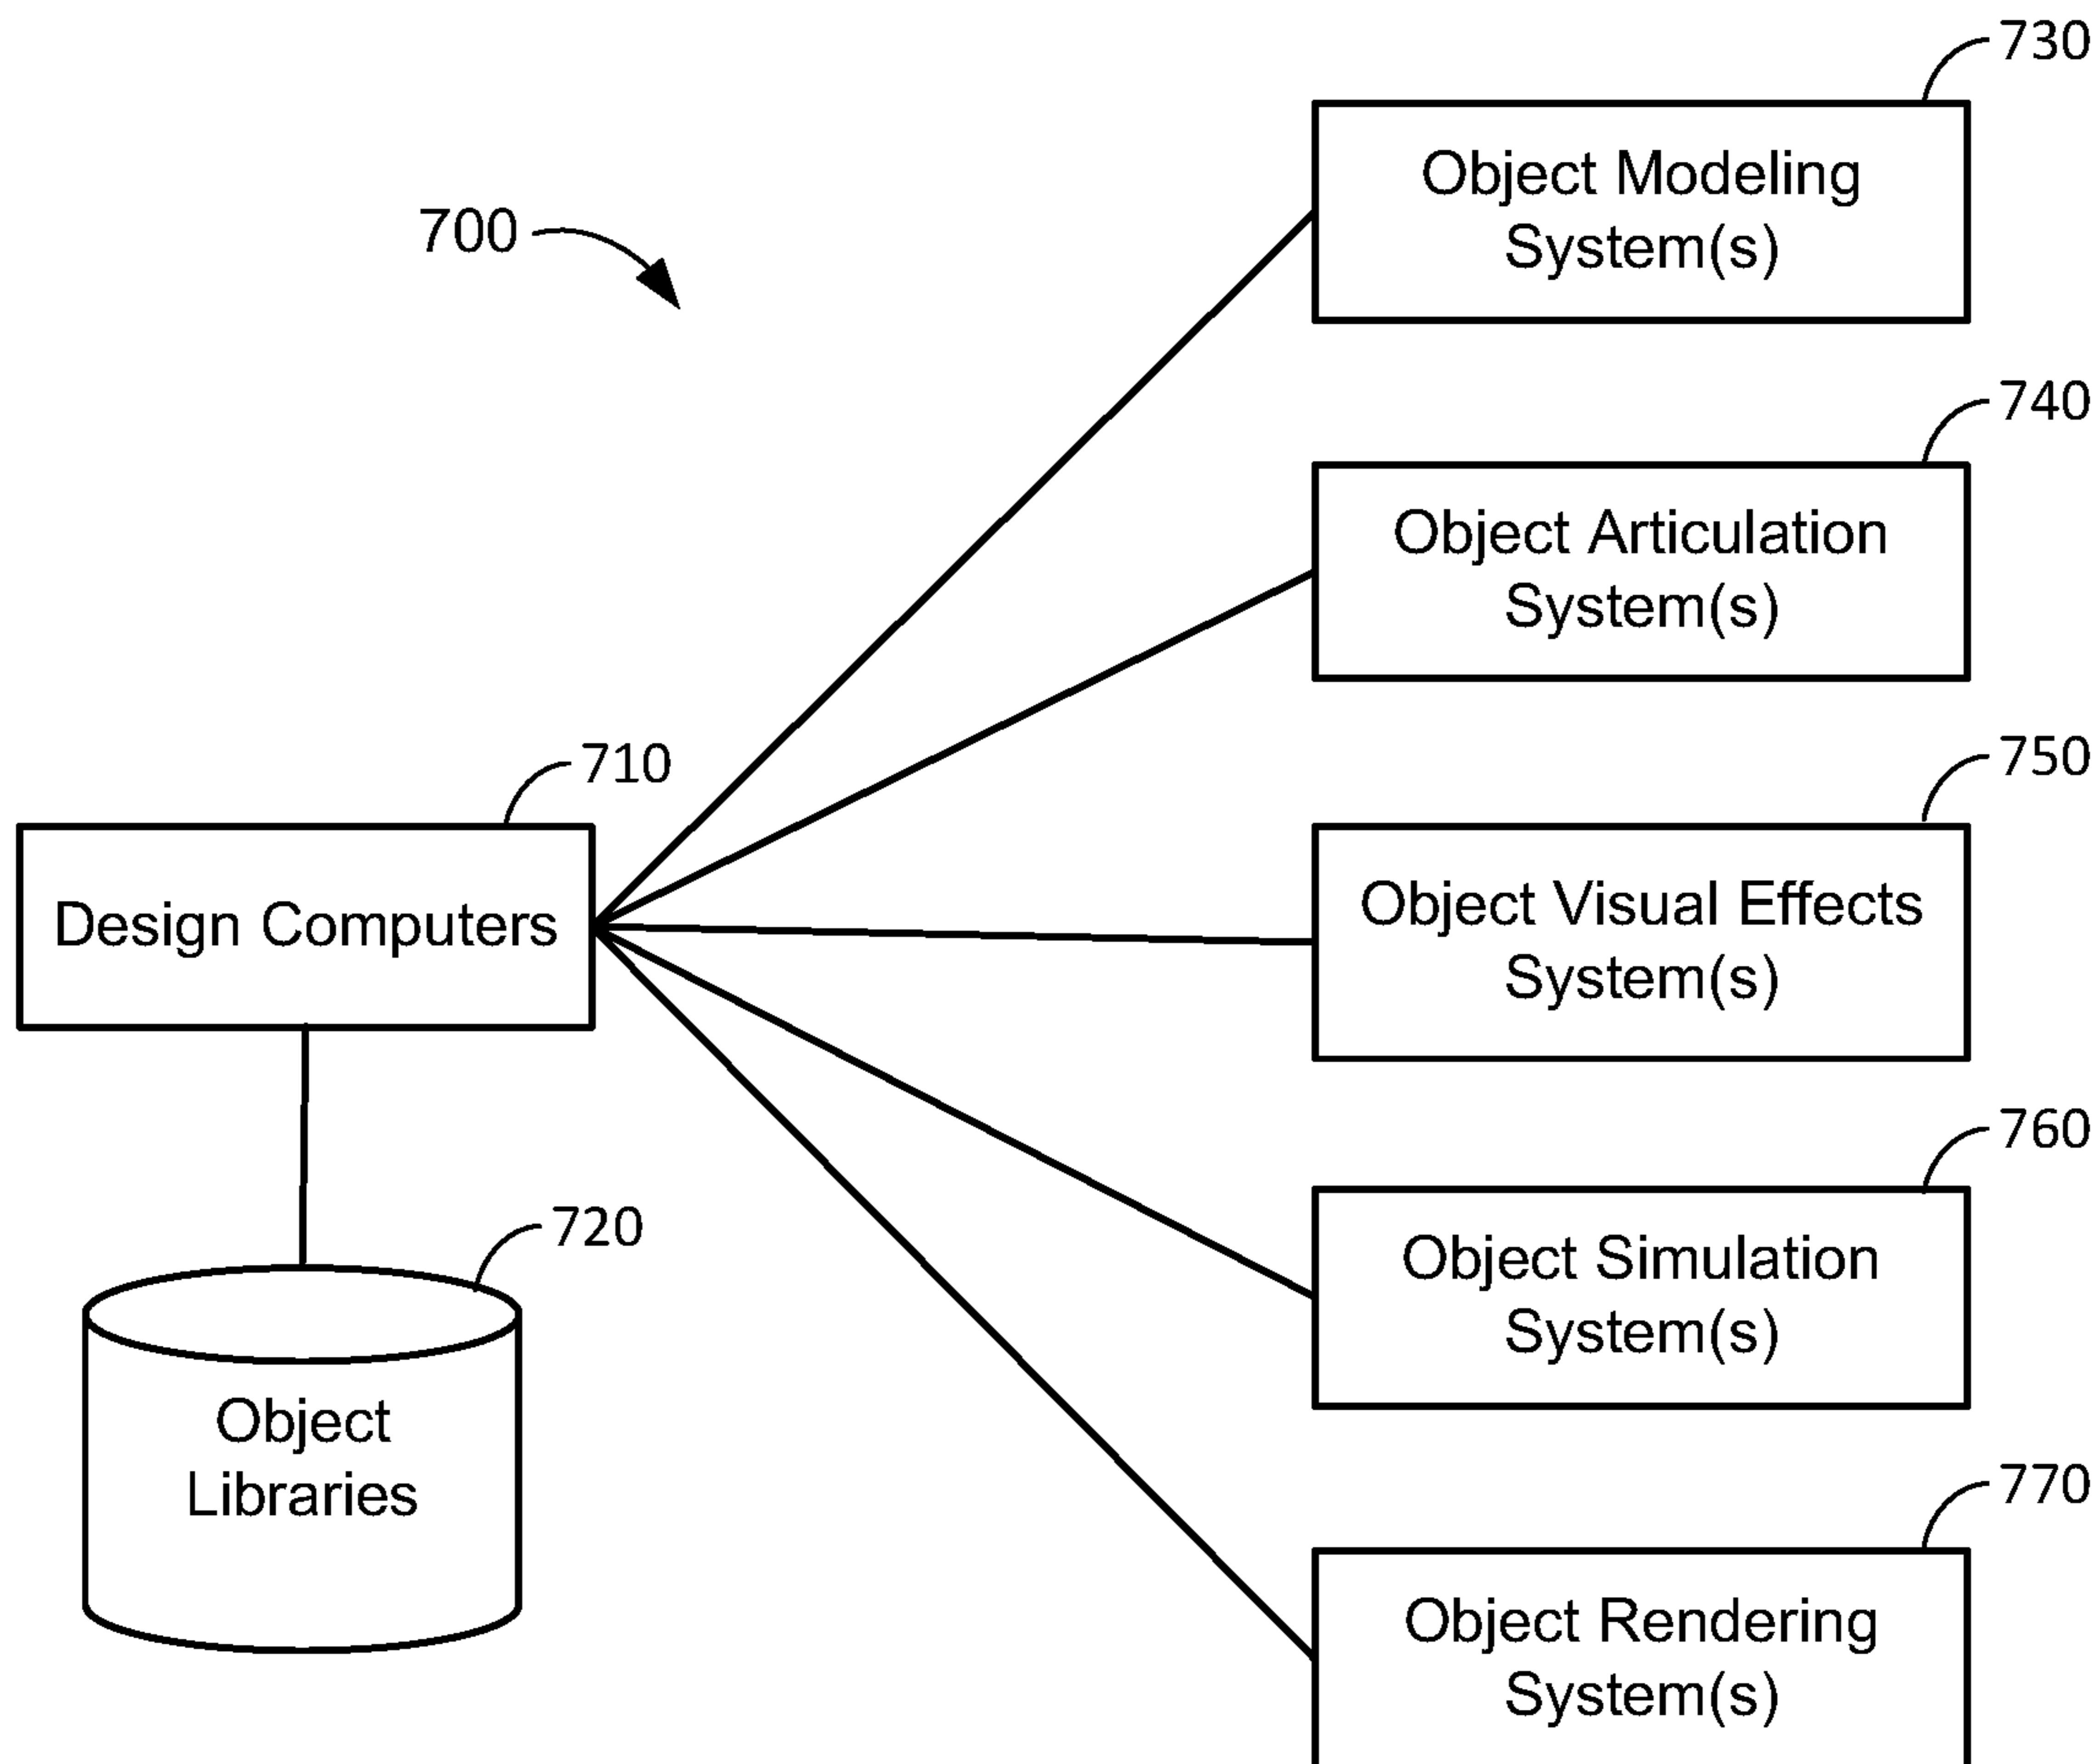 730
Object Modeling
System(s)
700
740
Object Articulation
System(s)
710
750
Design Computers
Object Visual Effects
System(s)
720
760
Object Simulation
System(s)
Object
Libraries
770
Object Rendering
System(s)